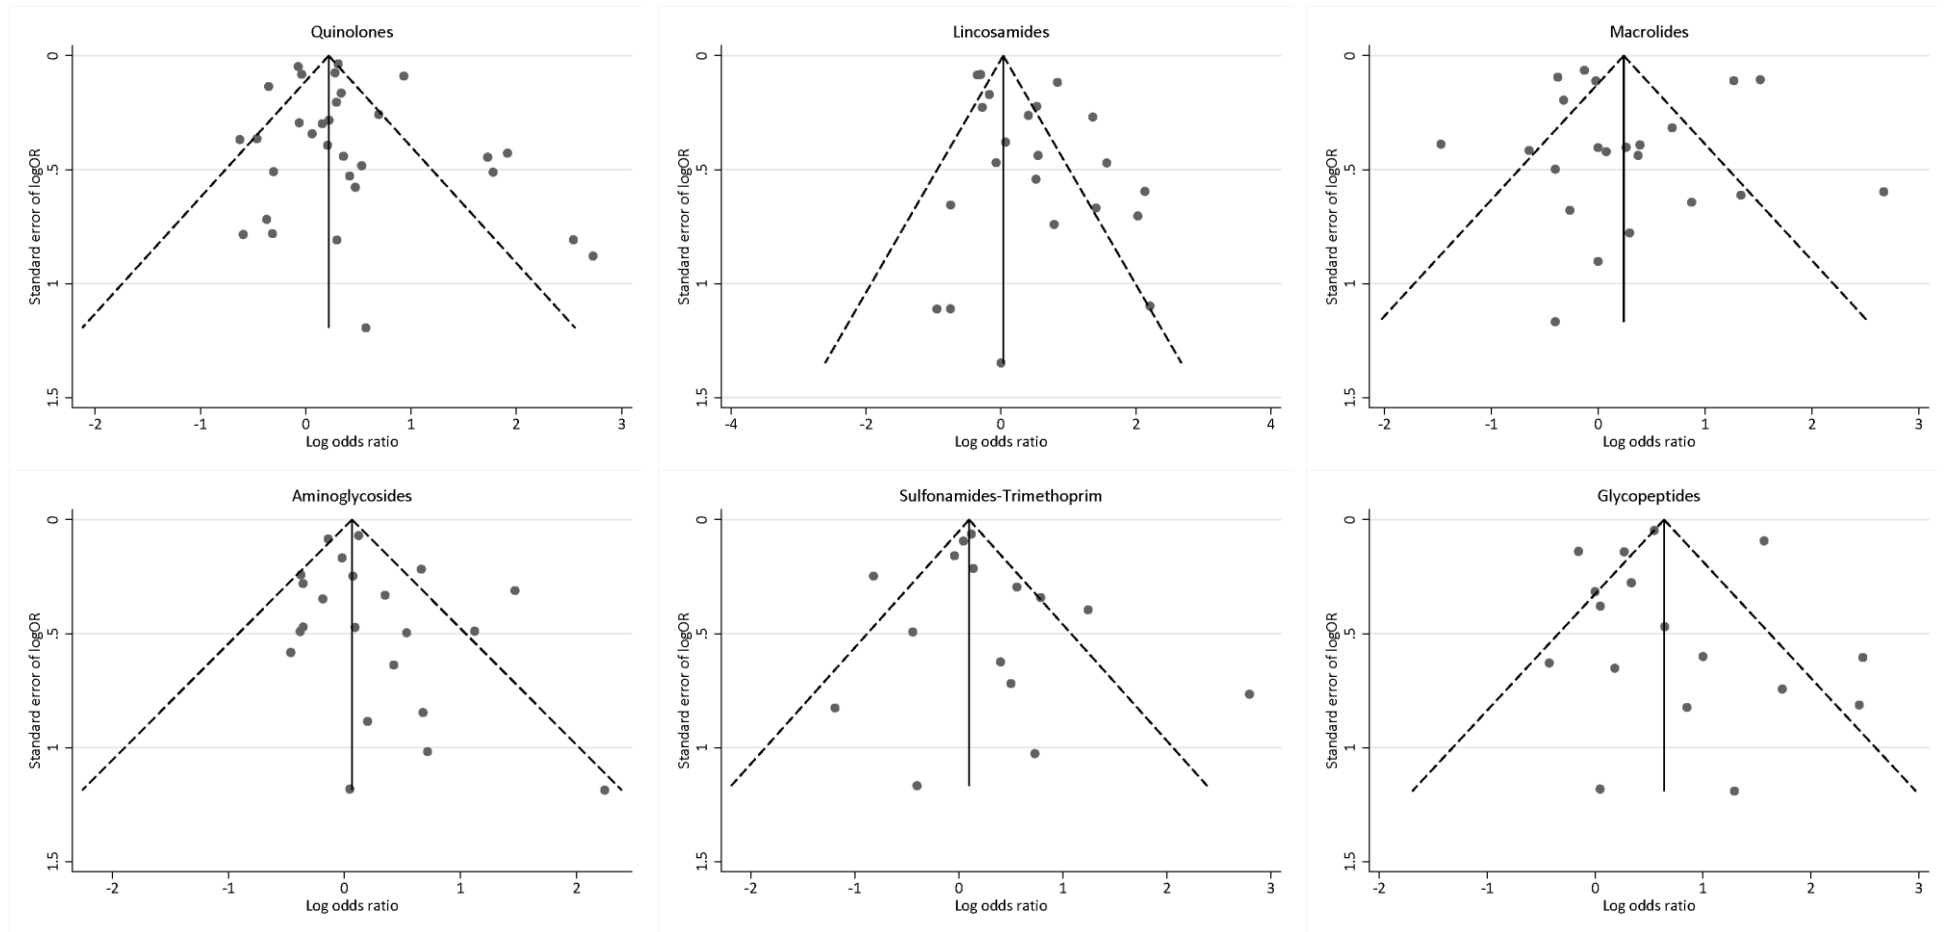 Quinolones
Standard error of logOR
0
.5
1
1.5
-2 -1 0 1 2 3
Log odds ratio
Lincosamides
Standard error of logOR
0
.5
1
1.5
-4 -2 0 2 4
Log odds ratio
Macrolides
Standard error of logOR
0
.5
1
1.5
-2 -1 0 1 2 3
Log odds ratio
Aminoglycosides
Standard error of logOR
0
.5
1
1.5
-2 -1 0 1 2
Log odds ratio
Sulfonamides-Trimethoprim
Standard error of logOR
0
.5
1
1.5
-2 -1 0 1 2 3
Log odds ratio
Glycopeptides
Standard error of logOR
0
.5
1
1.5
-2 -1 0 1 2 3
Log odds ratio